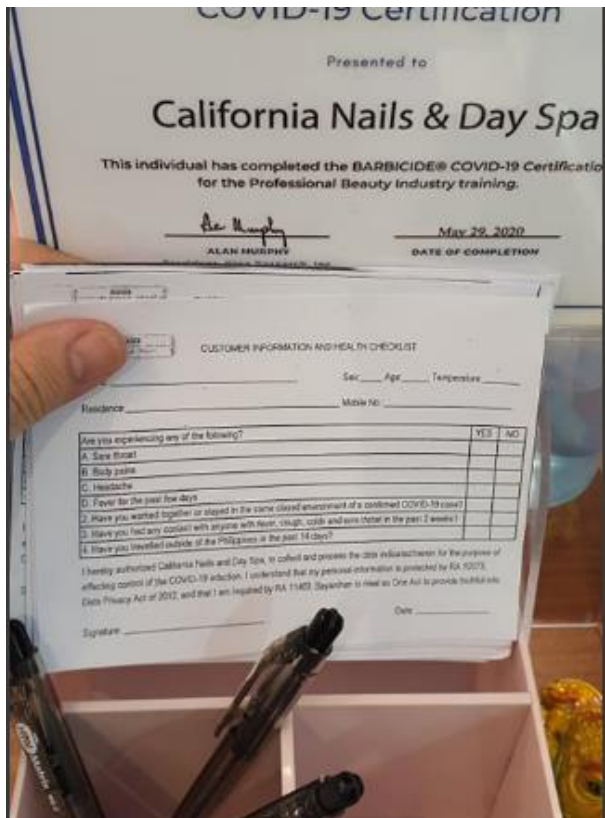 COVID-19 Certification
Presented to
California Nails & Day Spa
This individual has completed the BARBICIDE® COVID-19 Certificatio
for the Professional Beauty Industry training.
May 29, 2020
ALAN MURPHY
DATE OF COMPLETION
CUSTOMER INFORMATION AND HEALTH CHECKLIST
Sex: Age: Temperature
Residence Mobile No.
Are you experiencing any of the following? YES NO
A. Sore throat
B. Body pains
C. Headache
D. Fever for the past few days
2. Have you worked together or stayed in the same closed environment of a confirmed COVID-19 case?
3. Have you had any contact with anyone with fever, cough, colds and sore throat in the past 2 weeks?
4. Have you travelled outside of the Philippines in the past 14 days?
I hereby authorized California Nails and Day Spa, to collect and process the data indicated herein for the purpose of
effecting control of the COVID-19 infection. I understand that my personal information is protected by RA 10173,
Data Privacy Act of 2012, and that I am required by RA 11469, Bayanihan to Heal as One Act to provide truthful info
Date
Signature
Matrix